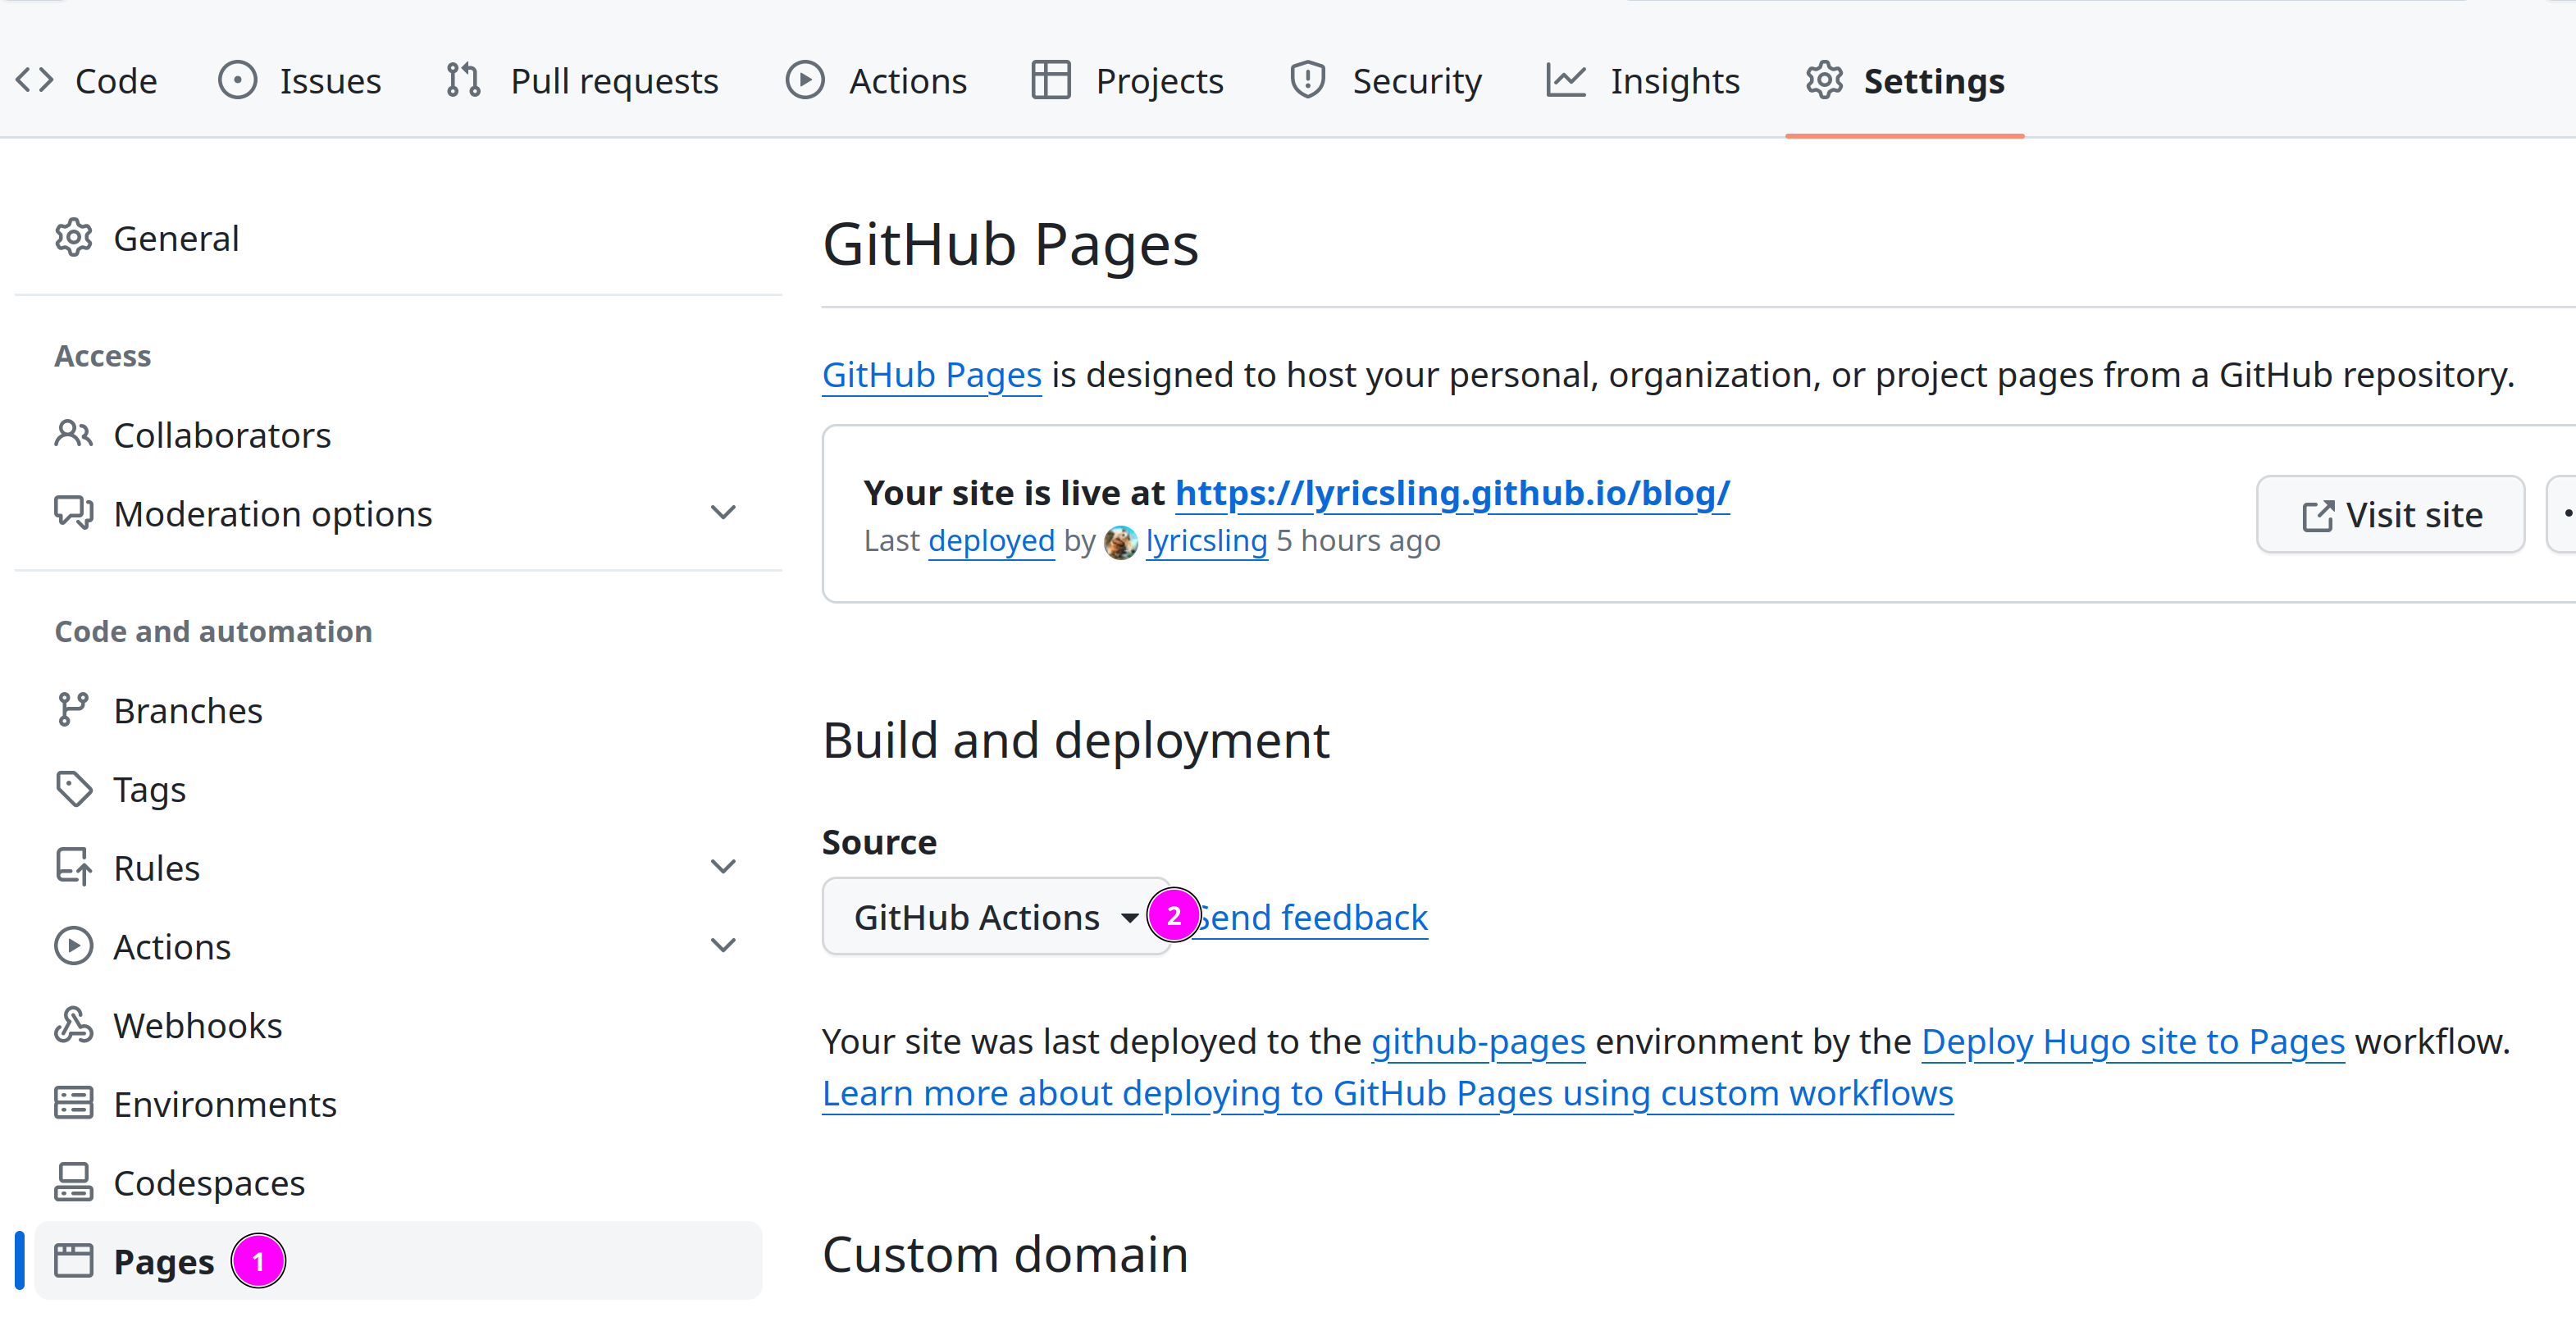 Code Issues Pull requests Actions Projects Security Insights Settings
General
Access
Collaborators
Moderation options
Code and automation
Branches
Tags
Rules
Actions
Webhooks
Environments
Codespaces
Pages 1
GitHub Pages
GitHub Pages is designed to host your personal, organization, or project pages from a GitHub repository.
Your site is live at https://lyricsling.github.io/blog/
Last deployed by lyricsling 5 hours ago
Visit site
Build and deployment
Source
GitHub Actions 2 Send feedback
Your site was last deployed to the github-pages environment by the Deploy Hugo site to Pages workflow.
Learn more about deploying to GitHub Pages using custom workflows
Custom domain